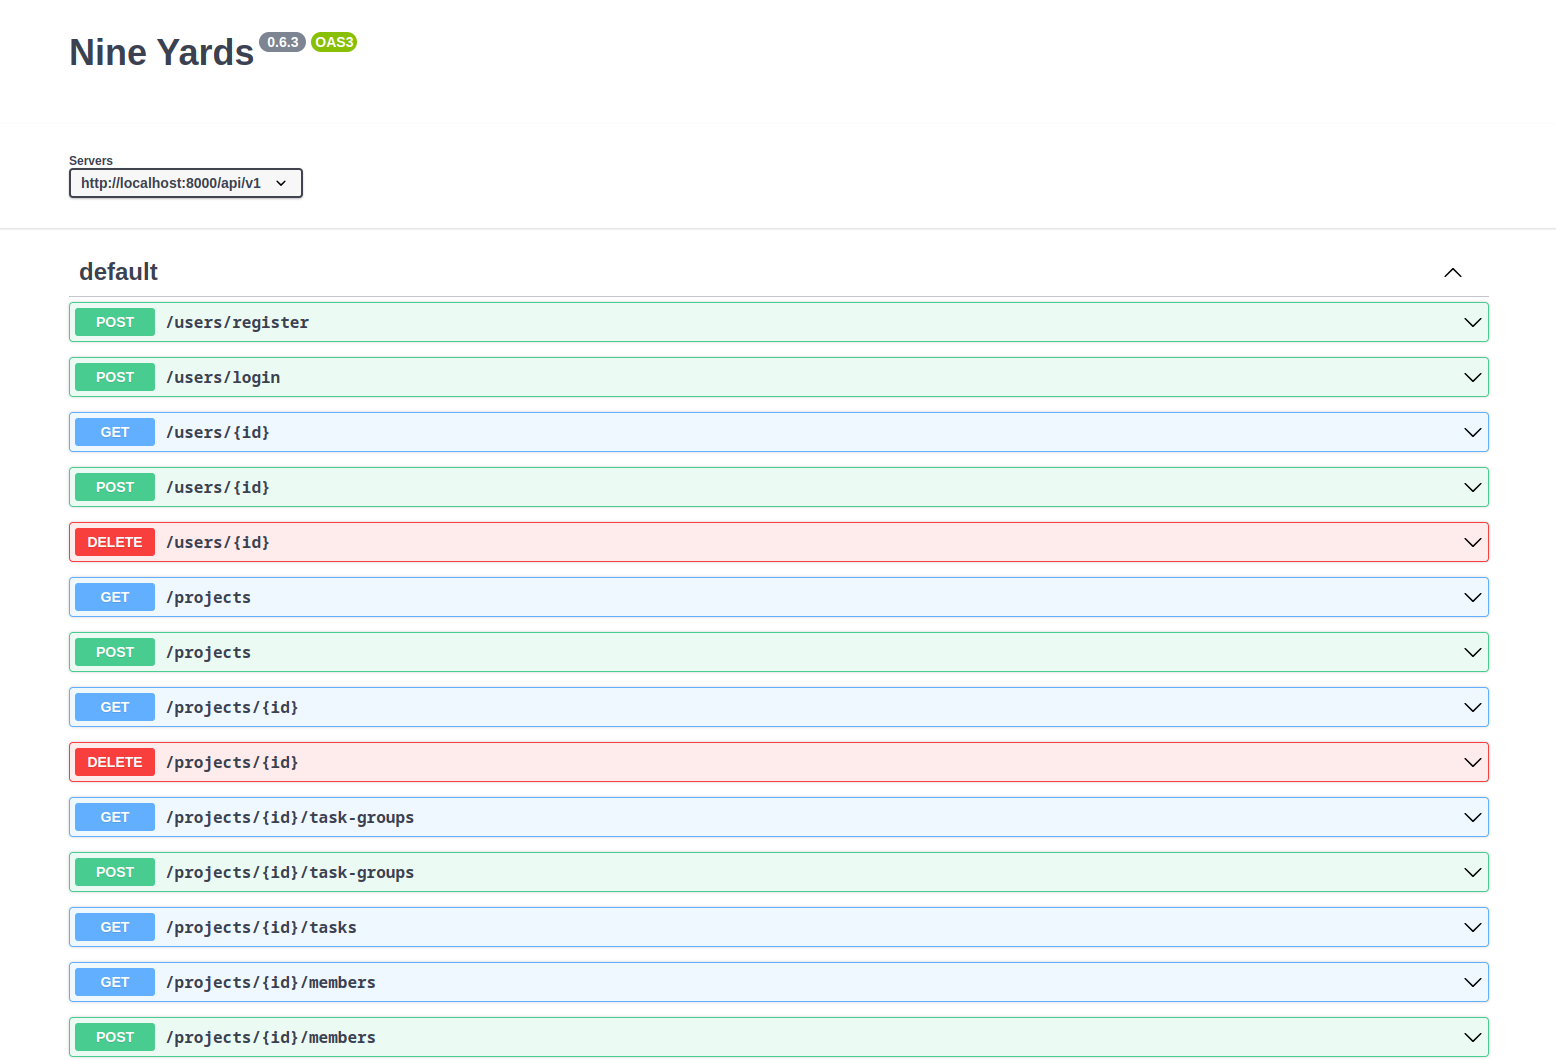 Nine Yards 0.6.3 OAS3
Servers
http://localhost:8000/api/v1
default
POST /users/register
POST /users/login
GET /users/{id}
POST /users/{id}
DELETE /users/{id}
GET /projects
POST /projects
GET /projects/{id}
DELETE /projects/{id}
GET /projects/{id}/task-groups
POST /projects/{id}/task-groups
GET /projects/{id}/tasks
GET /projects/{id}/members
POST /projects/{id}/members